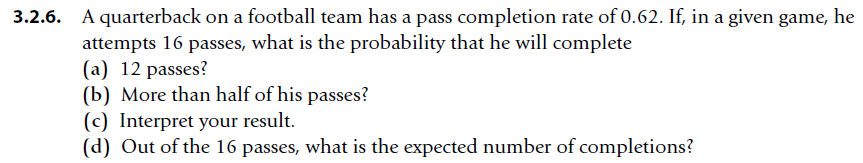 3.2.6. A quarterback on a football team has a pass completion rate of 0.62. If, in a given game, he
attempts 16 passes, what is the probability that he will complete
(a) 12 passes?
(b) More than half of his passes?
(c) Interpret your result.
(d) Out of the 16 passes, what is the expected number of completions?